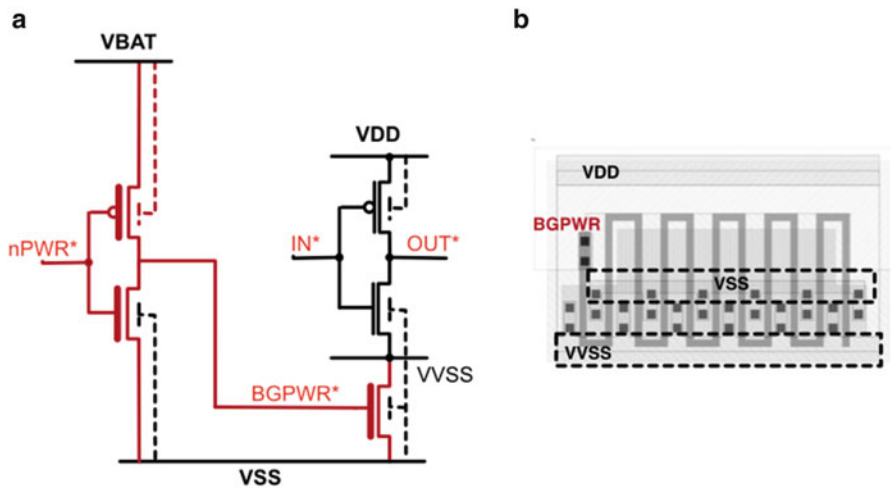 a
VBAT
VDD
nPWR*
IN*
OUT*
VVSS
BGPWR*
VSS
b
VDD
BGPWR
VSS
VVSS